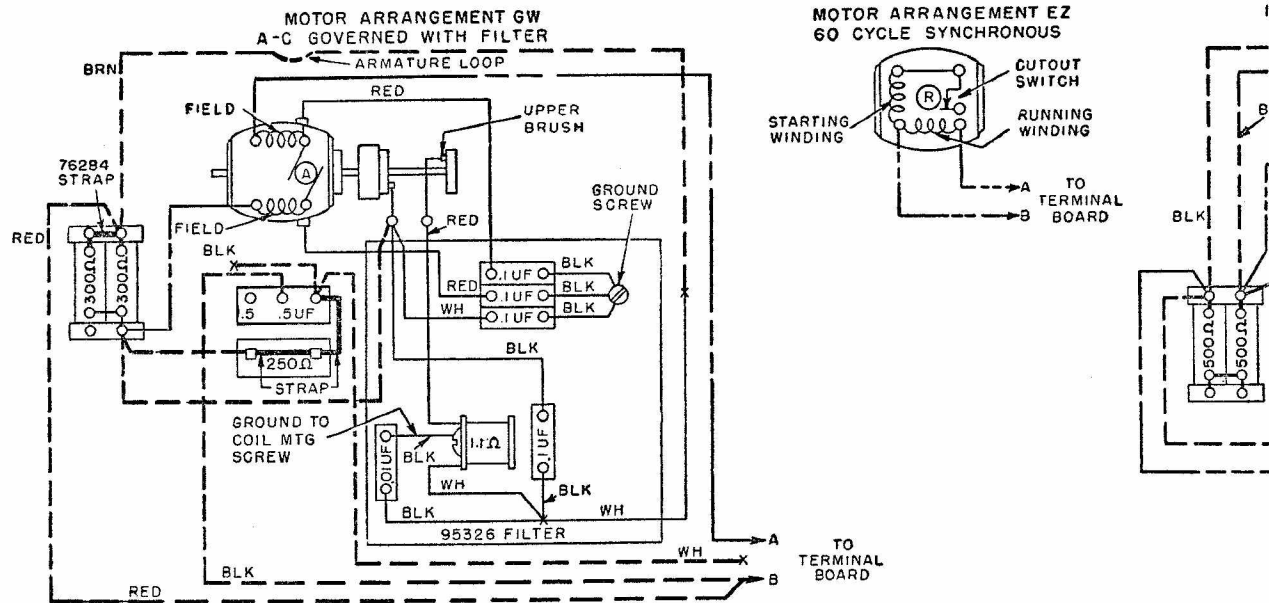 MOTOR ARRANGEMENT GW
A-C GOVERNED WITH FILTER
BRN
ARMATURE LOOP
RED
FIELD
UPPER
BRUSH
76284
STRAP
A
GROUND
SCREW
RED
FIELD
RED
BLK
300Ω
300Ω
.5
.5UF
250Ω
STRAP
RED
WH
.1UF
.1UF
.1UF
BLK
BLK
BLK
BLK
GROUND TO
COIL MTG
SCREW
BLK
1.1Ω
.1UF
.01UF
WH
BLK
BLK
WH
95326 FILTER
WH
BLK
RED
A
B
TO
TERMINAL
BOARD
MOTOR ARRANGEMENT EZ
60 CYCLE SYNCHRONOUS
CUTOUT
SWITCH
R
STARTING
WINDING
RUNNING
WINDING
A
B
TO
TERMINAL
BOARD
B
BLK
500Ω
500Ω